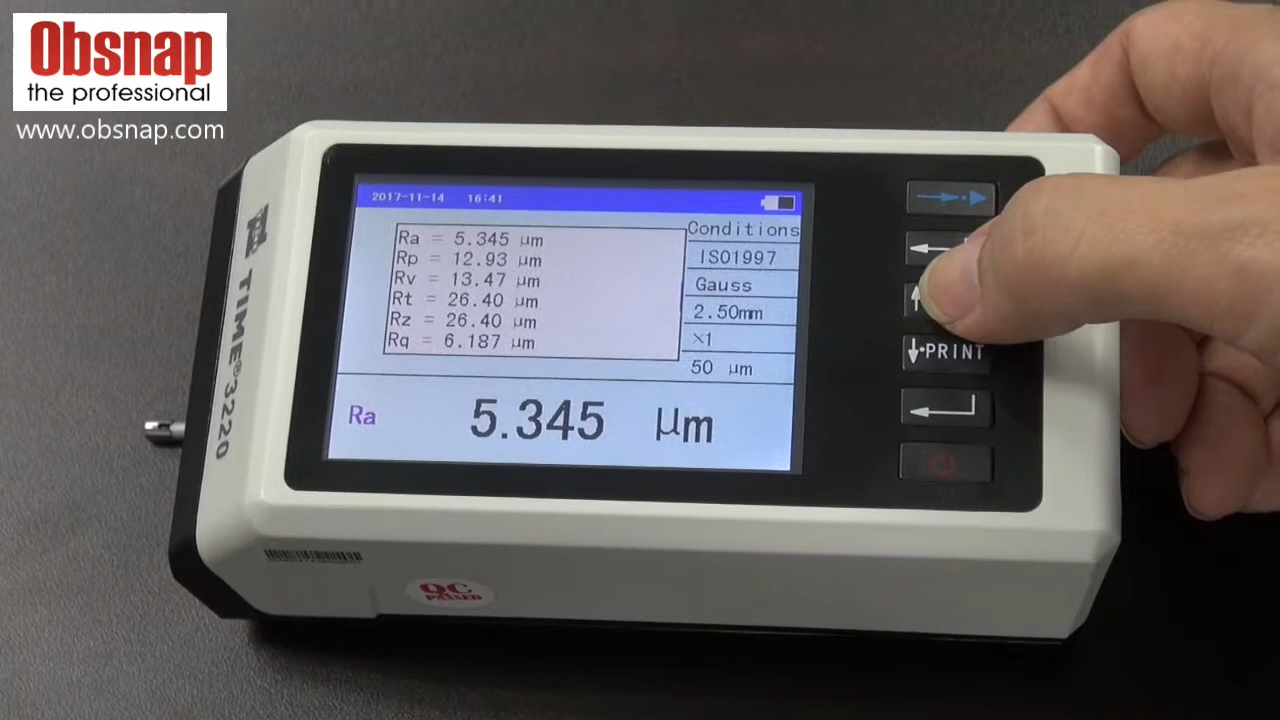 Obsnap
the professional
www.obsnap.com
2017-11-14 16:41
Ra = 5.345 µm
Rp = 12.93 µm
Rv = 13.47 µm
Rt = 26.40 µm
Rz = 26.40 µm
Rq = 6.187 µm
Conditions
ISO1997
Gauss
2.50mm
×1
50 µm
Ra 5.345 µm
PRINT
TIME®3220
QC
PASSED